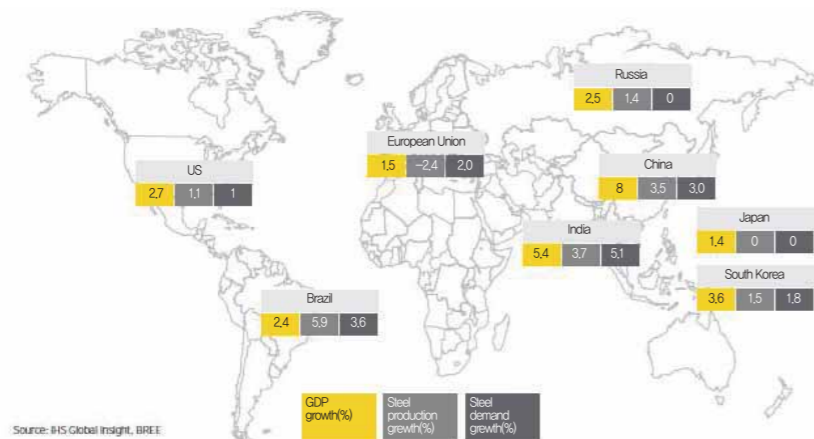 Russia
2.5 1.4 0
European Union
1.5 -2.4 2.0
US
2.7 1.1 1
China
8 3.5 3.0
Japan
1.4 0 0
India
5.4 3.7 5.1
South Korea
3.6 1.5 1.8
Brazil
2.4 5.9 3.6
GDP
growth(%)
Steel
production
growth(%)
Steel
demand
growth(%)
Source: IHS Global Insight, BREE